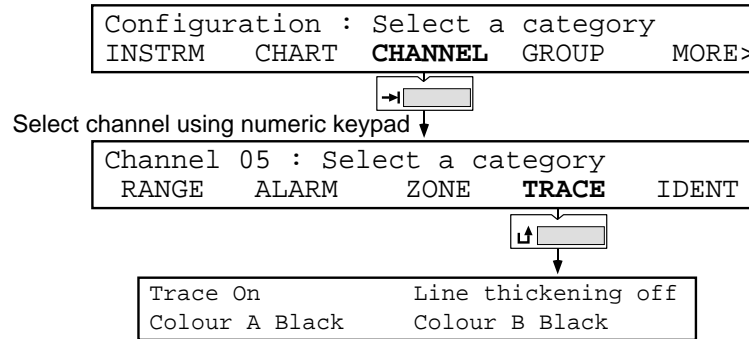 Configuration : Select a category
INSTRM CHART CHANNEL GROUP MORE>
Select channel using numeric keypad
Channel 05 : Select a category
RANGE ALARM ZONE TRACE IDENT
Trace On Line thickening off
Colour A Black Colour B Black